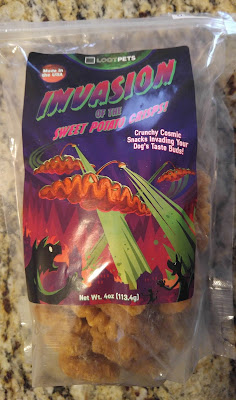 LOOTPETS
Made in
the USA
INVASION
OF THE
SWEET POTATO CHEEPS!
Crunchy Cosmic
Snacks Invading Your
Dog's Taste Buds!
Net Wt. 4oz (113.4g)